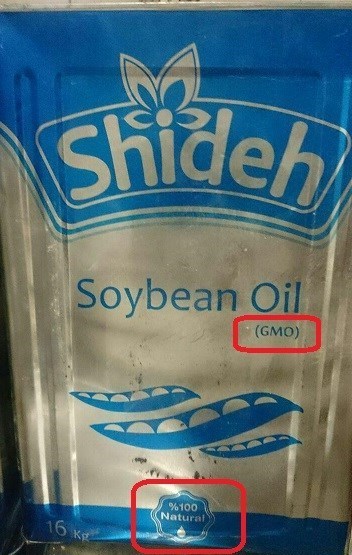 Shideh
Soybean Oil
(GMO)
%100
Natural
16 Kg